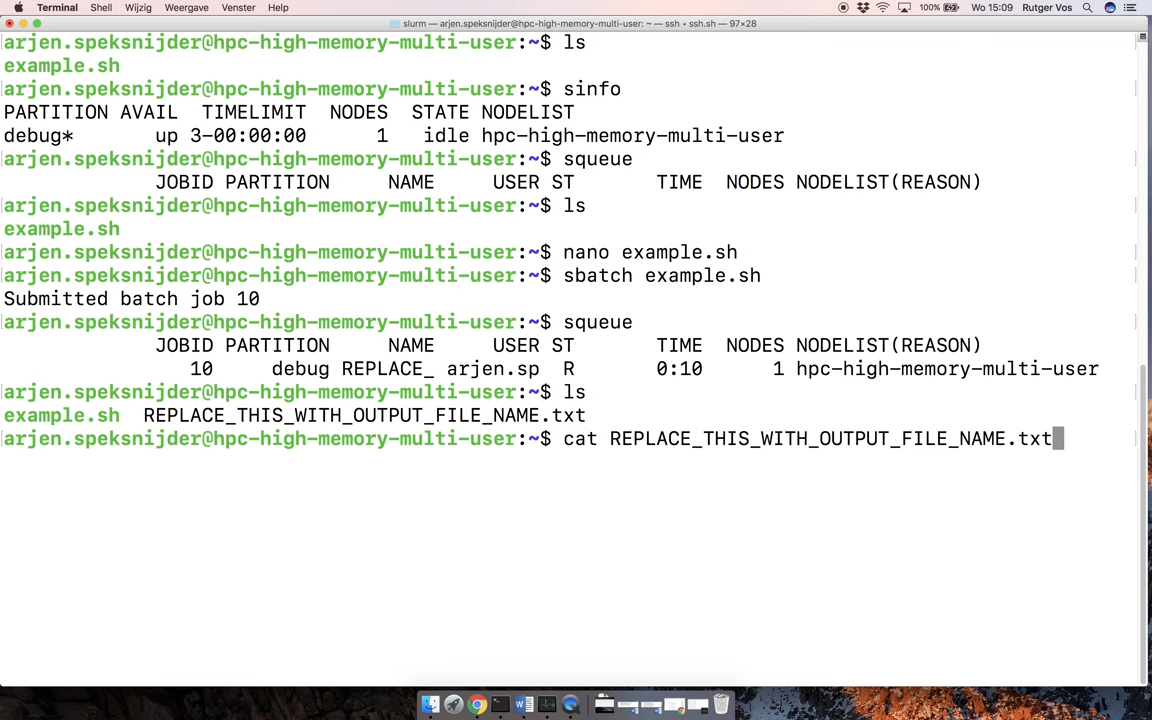 Terminal Shell Wijzig Weergave Venster Help 100% Wo 15:09 Rutger Vos
slurm — arjen.speksnijder@hpc-high-memory-multi-user: ~ — ssh • ssh.sh — 97×28
arjen.speksnijder@hpc-high-memory-multi-user:~$ ls
example.sh
arjen.speksnijder@hpc-high-memory-multi-user:~$ sinfo
PARTITION AVAIL  TIMELIMIT  NODES  STATE NODELIST
debug*       up 3-00:00:00      1   idle hpc-high-memory-multi-user
arjen.speksnijder@hpc-high-memory-multi-user:~$ squeue
             JOBID PARTITION     NAME     USER ST       TIME  NODES NODELIST(REASON)
arjen.speksnijder@hpc-high-memory-multi-user:~$ ls
example.sh
arjen.speksnijder@hpc-high-memory-multi-user:~$ nano example.sh
arjen.speksnijder@hpc-high-memory-multi-user:~$ sbatch example.sh
Submitted batch job 10
arjen.speksnijder@hpc-high-memory-multi-user:~$ squeue
             JOBID PARTITION     NAME     USER ST       TIME  NODES NODELIST(REASON)
                10     debug REPLACE_ arjen.sp  R       0:10      1 hpc-high-memory-multi-user
arjen.speksnijder@hpc-high-memory-multi-user:~$ ls
example.sh  REPLACE_THIS_WITH_OUTPUT_FILE_NAME.txt
arjen.speksnijder@hpc-high-memory-multi-user:~$ cat REPLACE_THIS_WITH_OUTPUT_FILE_NAME.txt